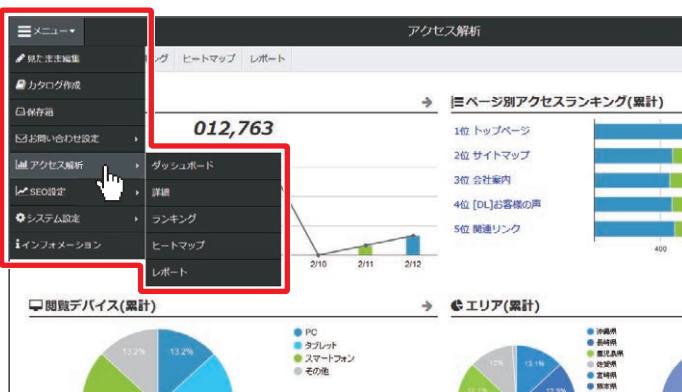 メニュー
アクセス解析
見たまま編集
カタログ作成
保存箱
お問い合わせ設定
アクセス解析
SEO設定
システム設定
インフォメーション
ダッシュボード
詳細
ランキング
ヒートマップ
レポート
ング ヒートマップ レポート
012,763
2/10 2/11 2/12
ページ別アクセスランキング(累計)
1位 トップページ
2位 サイトマップ
3位 会社案内
4位 [DL]お客様の声
5位 関連リンク
400
閲覧デバイス(累計)
13.2% 13.2%
PC
タブレット
スマートフォン
その他
エリア(累計)
13.1%
沖縄県
長崎県
鹿児島県
佐賀県
宮崎県
熊本県